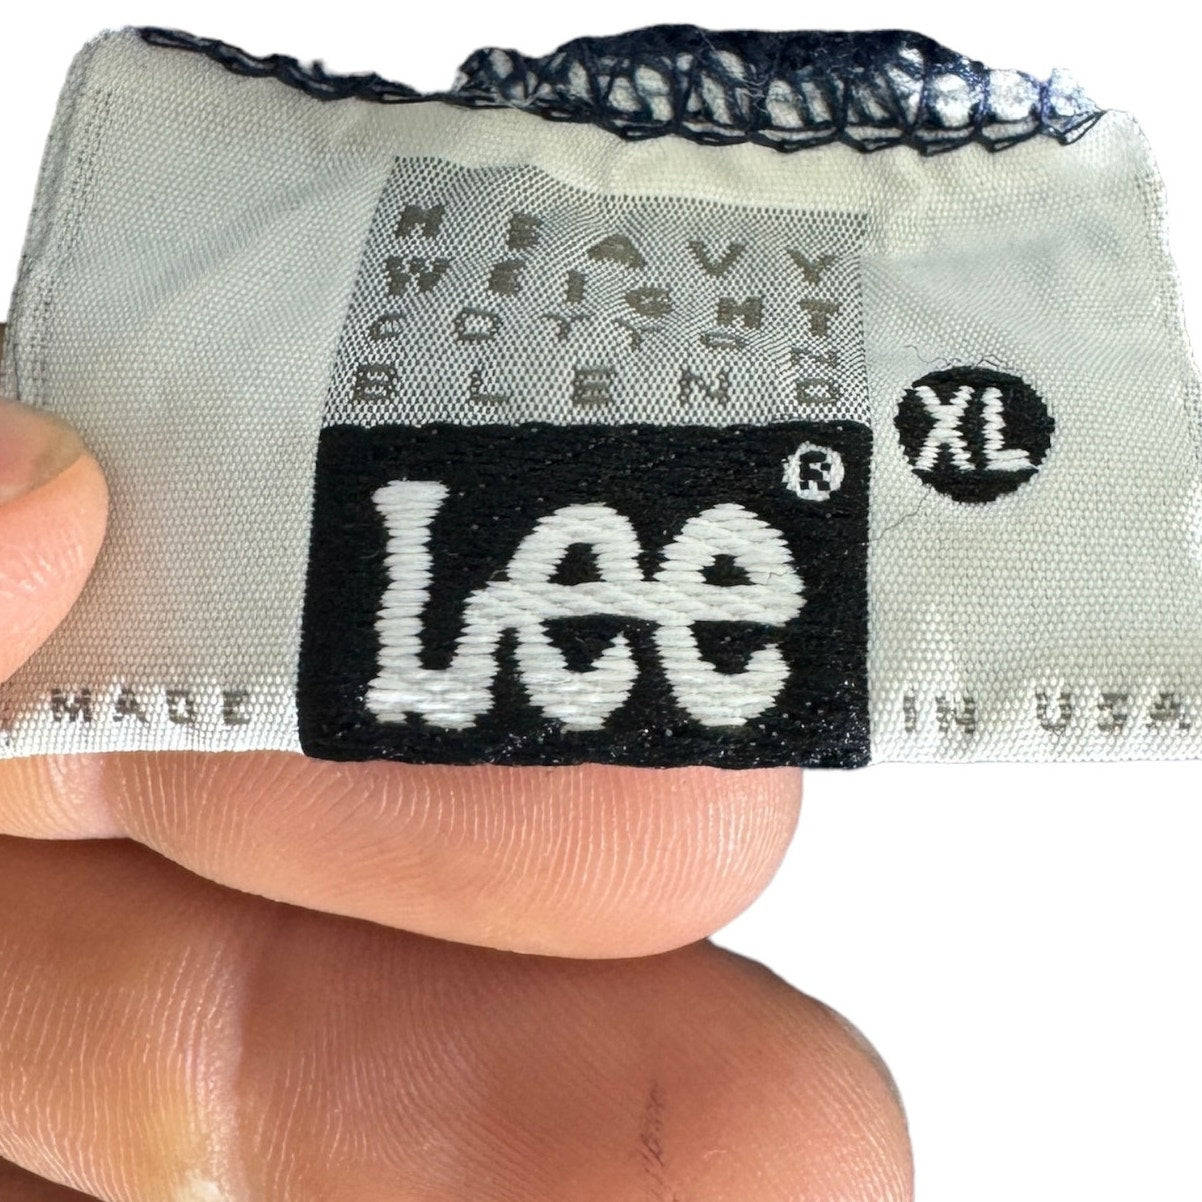 HEAVY
WEIGHT
COTTON
BLEND
XL
Lee®
MADE IN USA